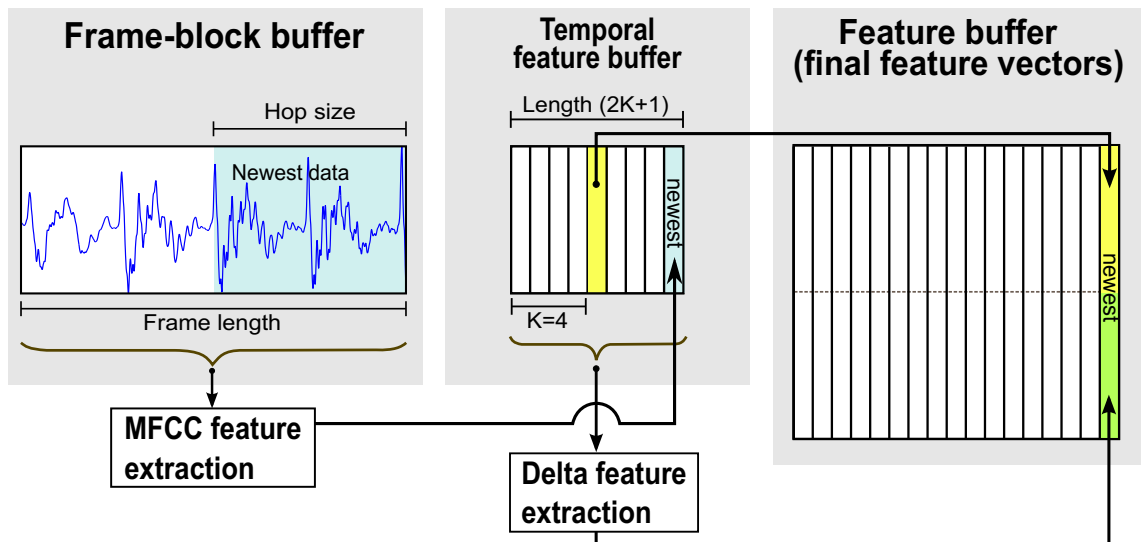 Frame-block buffer
Hop size
Newest data
Frame length
MFCC feature
extraction
Temporal
feature buffer
Length (2K+1)
newest
K=4
Delta feature
extraction
Feature buffer
(final feature vectors)
newest